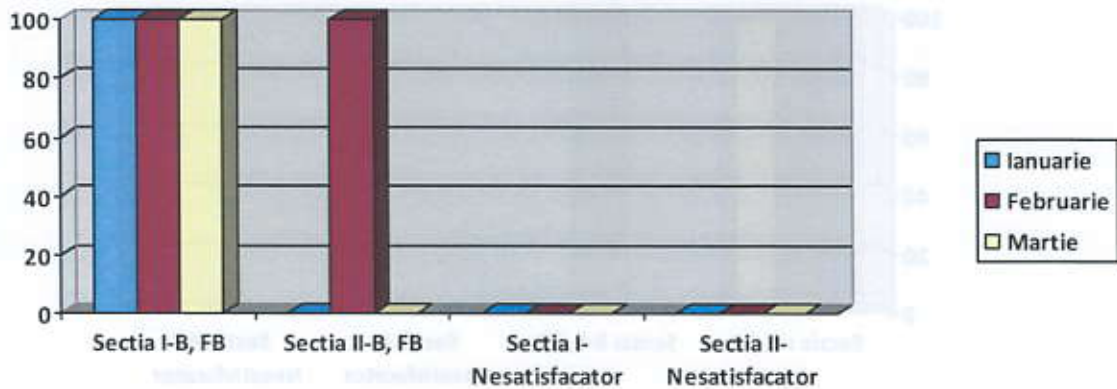 100
80
60
40
20
0
Sectia I-B, FB
Sectia II-B, FB
Sectia I-
Nesatisfacator
Sectia II-
Nesatisfacator
Ianuarie
Februarie
Martie